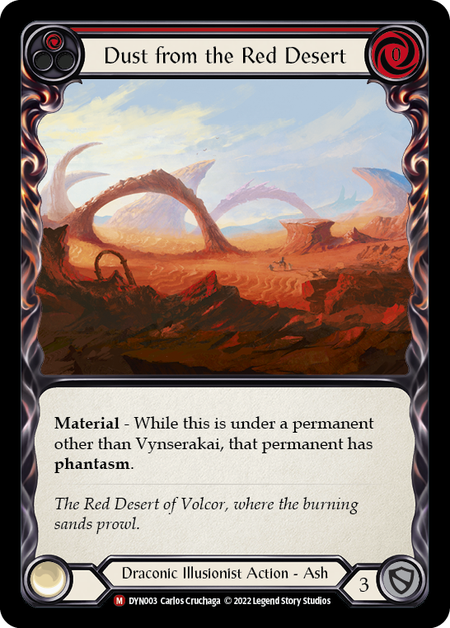 Dust from the Red Desert
0
Material - While this is under a permanent
other than Vynserakai, that permanent has
phantasm.
The Red Desert of Volcor, where the burning
sands prowl.
Draconic Illusionist Action - Ash
3
M DYN003 Carlos Cruchaga © 2022 Legend Story Studios